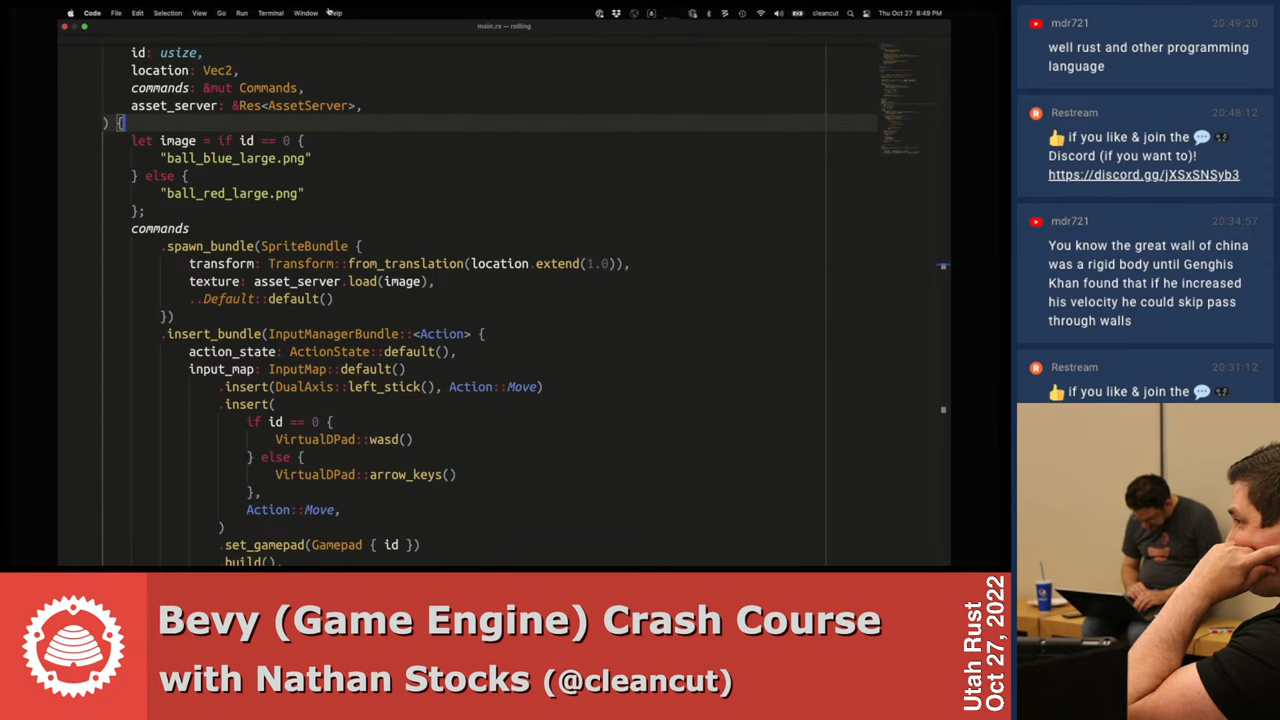 Code File Edit Selection View Go Run Terminal Window Help
cleancut Thu Oct 27 8:49 PM
main.rs — rolling
id: usize,
location: Vec2,
commands: &mut Commands,
asset_server: &Res<AssetServer>,
) {
let image = if id == 0 {
"ball_blue_large.png"
} else {
"ball_red_large.png"
};
commands
.spawn_bundle(SpriteBundle {
transform: Transform::from_translation(location.extend(1.0)),
texture: asset_server.load(image),
..Default::default()
})
.insert_bundle(InputManagerBundle::<Action> {
action_state: ActionState::default(),
input_map: InputMap::default()
.insert(DualAxis::left_stick(), Action::Move)
.insert(
if id == 0 {
VirtualDPad::wasd()
} else {
VirtualDPad::arrow_keys()
},
Action::Move,
)
.set_gamepad(Gamepad { id })
.build(),
mdr721 20:49:20
well rust and other programming
language
Restream 20:48:12
👍 if you like & join the 💬
Discord (if you want to)!
https://discord.gg/jXSxSNSyb3
mdr721 20:34:57
You know the great wall of china
was a rigid body until Genghis
Khan found that if he increased
his velocity he could skip pass
through walls
Restream 20:31:12
👍 if you like & join the 💬
Bevy (Game Engine) Crash Course
with Nathan Stocks (@cleancut)
Utah Rust
Oct 27, 2022